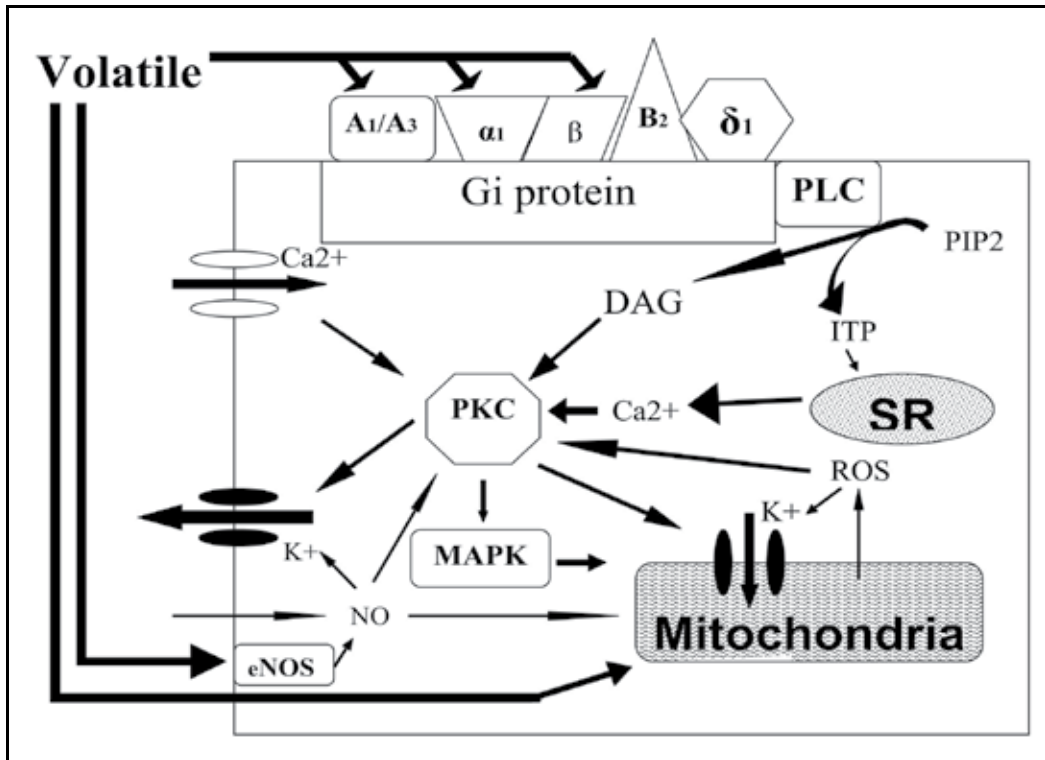 Volatile
A1/A3
α1
ß
B2
δ1
Gi protein
PLC
PIP2
Ca2+
DAG
ITP
PKC
Ca2+
SR
ROS
K+
K+
MAPK
NO
Mitochondria
eNOS